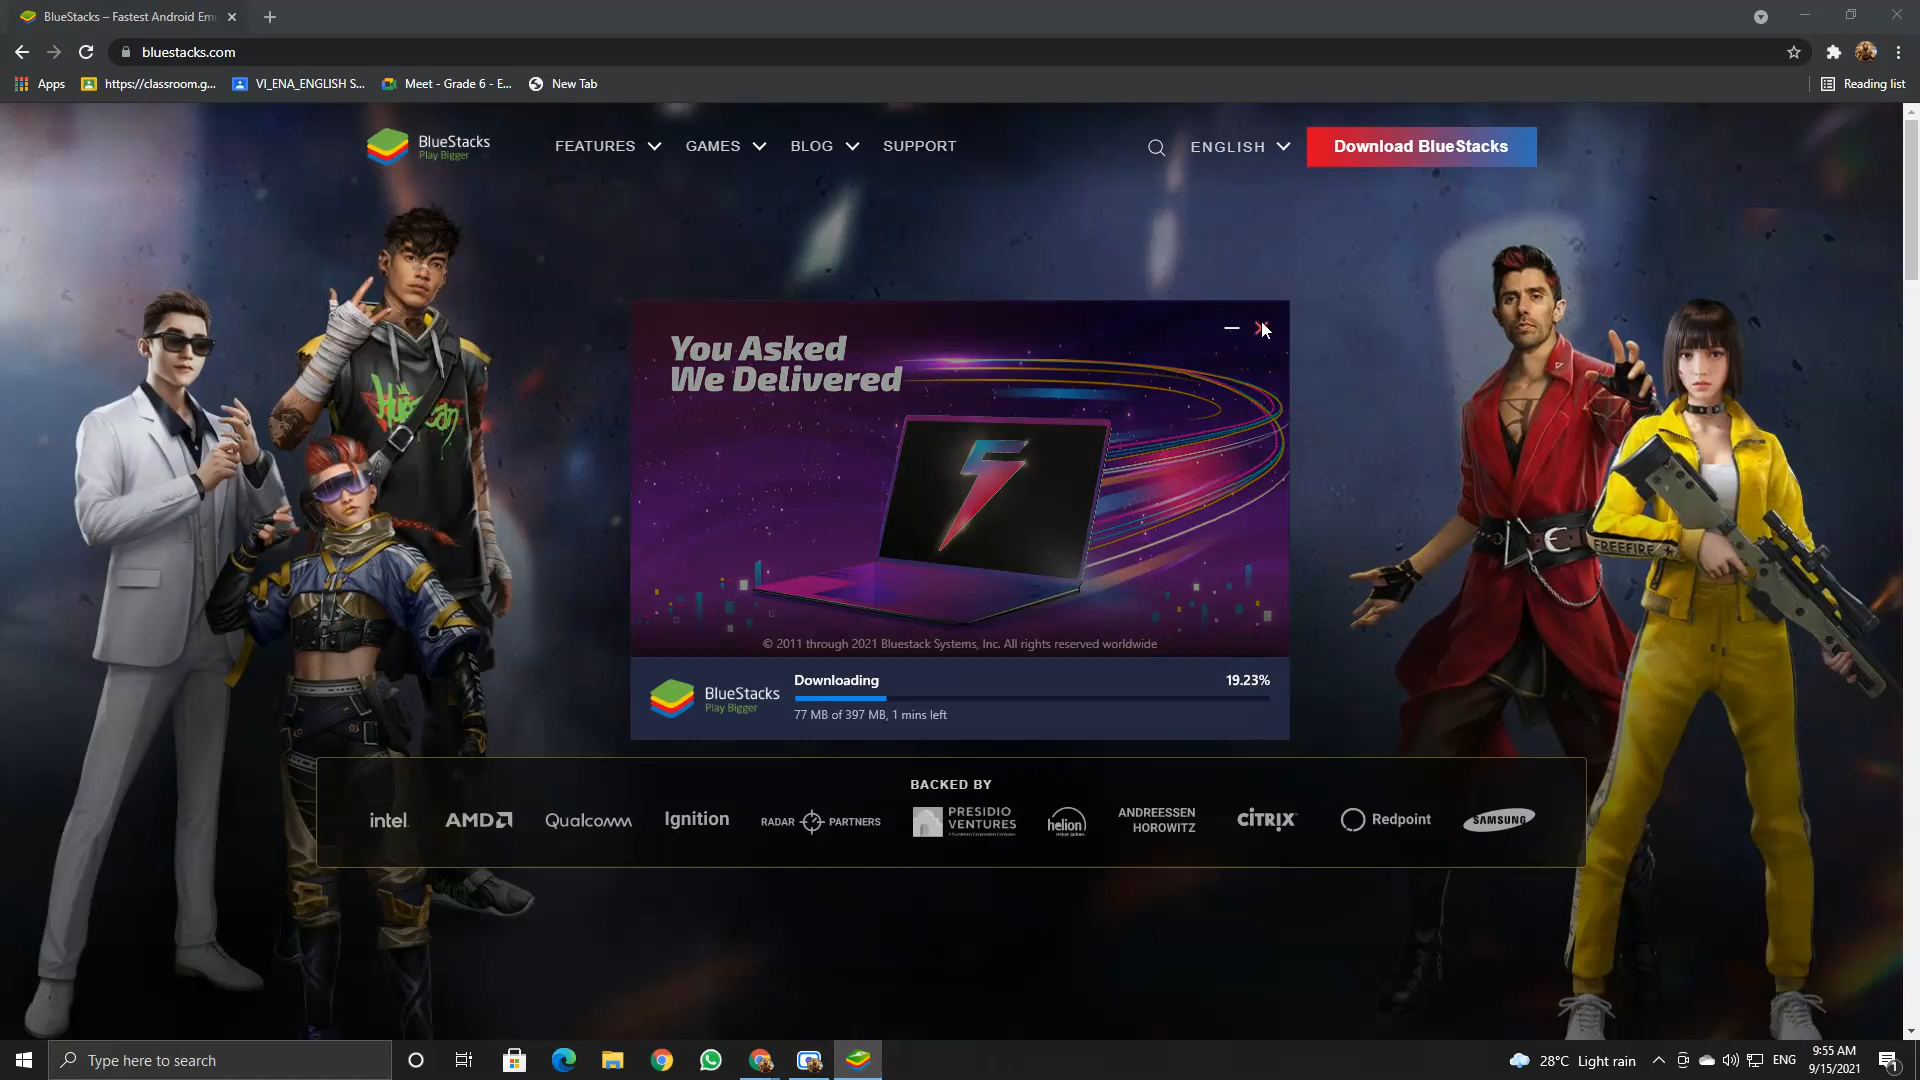 BlueStacks – Fastest Android Em
bluestacks.com
Apps
https://classroom.g...
VI_ENA_ENGLISH S...
Meet - Grade 6 - E...
New Tab
Reading list
BlueStacks
Play Bigger
FEATURES
GAMES
BLOG
SUPPORT
ENGLISH
Download BlueStacks
You Asked
We Delivered
© 2011 through 2021 Bluestack Systems, Inc. All rights reserved worldwide
BlueStacks
Play Bigger
Downloading
19.23%
77 MB of 397 MB, 1 mins left
FREEFIRE
BACKED BY
intel.
AMD
Qualcomm
Ignition
RADAR PARTNERS
PRESIDIO
VENTURES
helion
ANDREESSEN
HOROWITZ
CITRIX
Redpoint
SAMSUNG
Type here to search
28°C Light rain
ENG
9:55 AM
9/15/2021
1